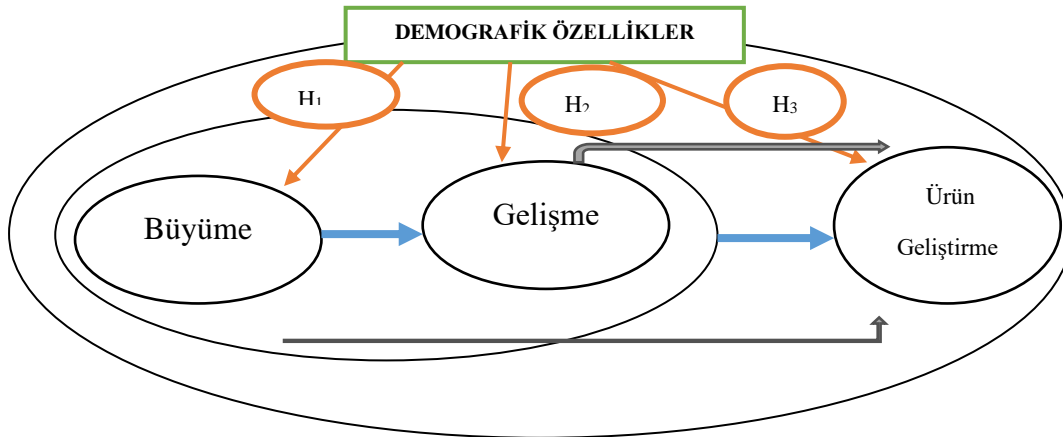 DEMOGRAFİK ÖZELLİKLER
H1
H2
H3
Büyüme
Gelişme
Ürün
Geliştirme